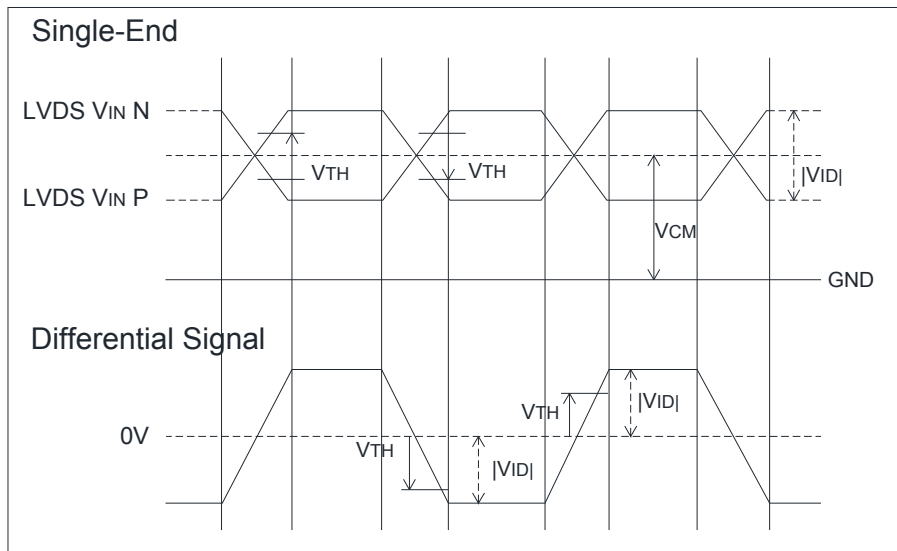 Single-End
LVDS VIN N
VTH
VTH
|VID|
LVDS VIN P
VCM
GND
Differential Signal
VTH
|VID|
0V
VTH
|VID|